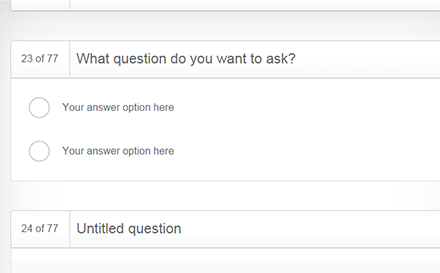 23 of 77 What question do you want to ask?
Your answer option here
Your answer option here
24 of 77 Untitled question